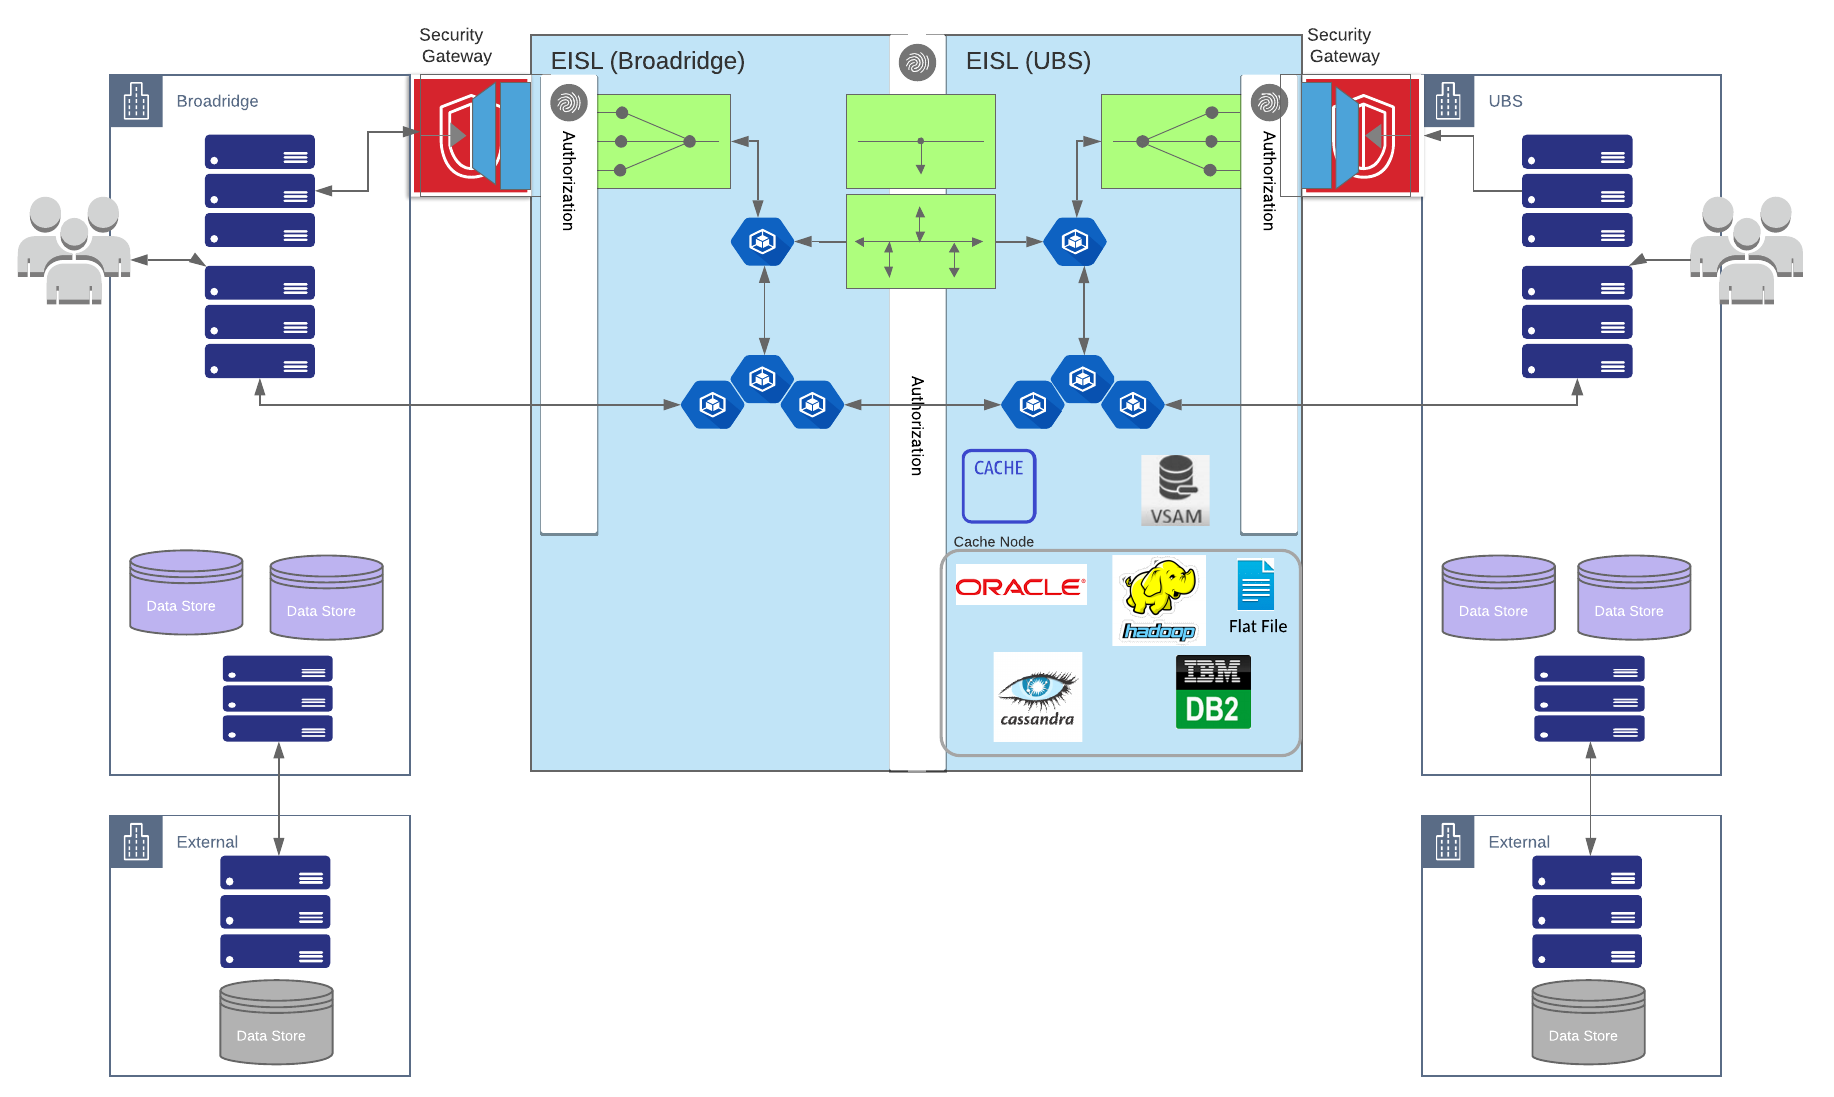 Security
Gateway
EISL (Broadridge)
EISL (UBS)
Security
Gateway
Broadridge
UBS
Authorization
Authorization
Authorization
CACHE
VSAM
Cache Node
ORACLE
hadoop
Flat File
cassandra
IBM
DB2
Data Store
Data Store
Data Store
Data Store
External
External
Data Store
Data Store